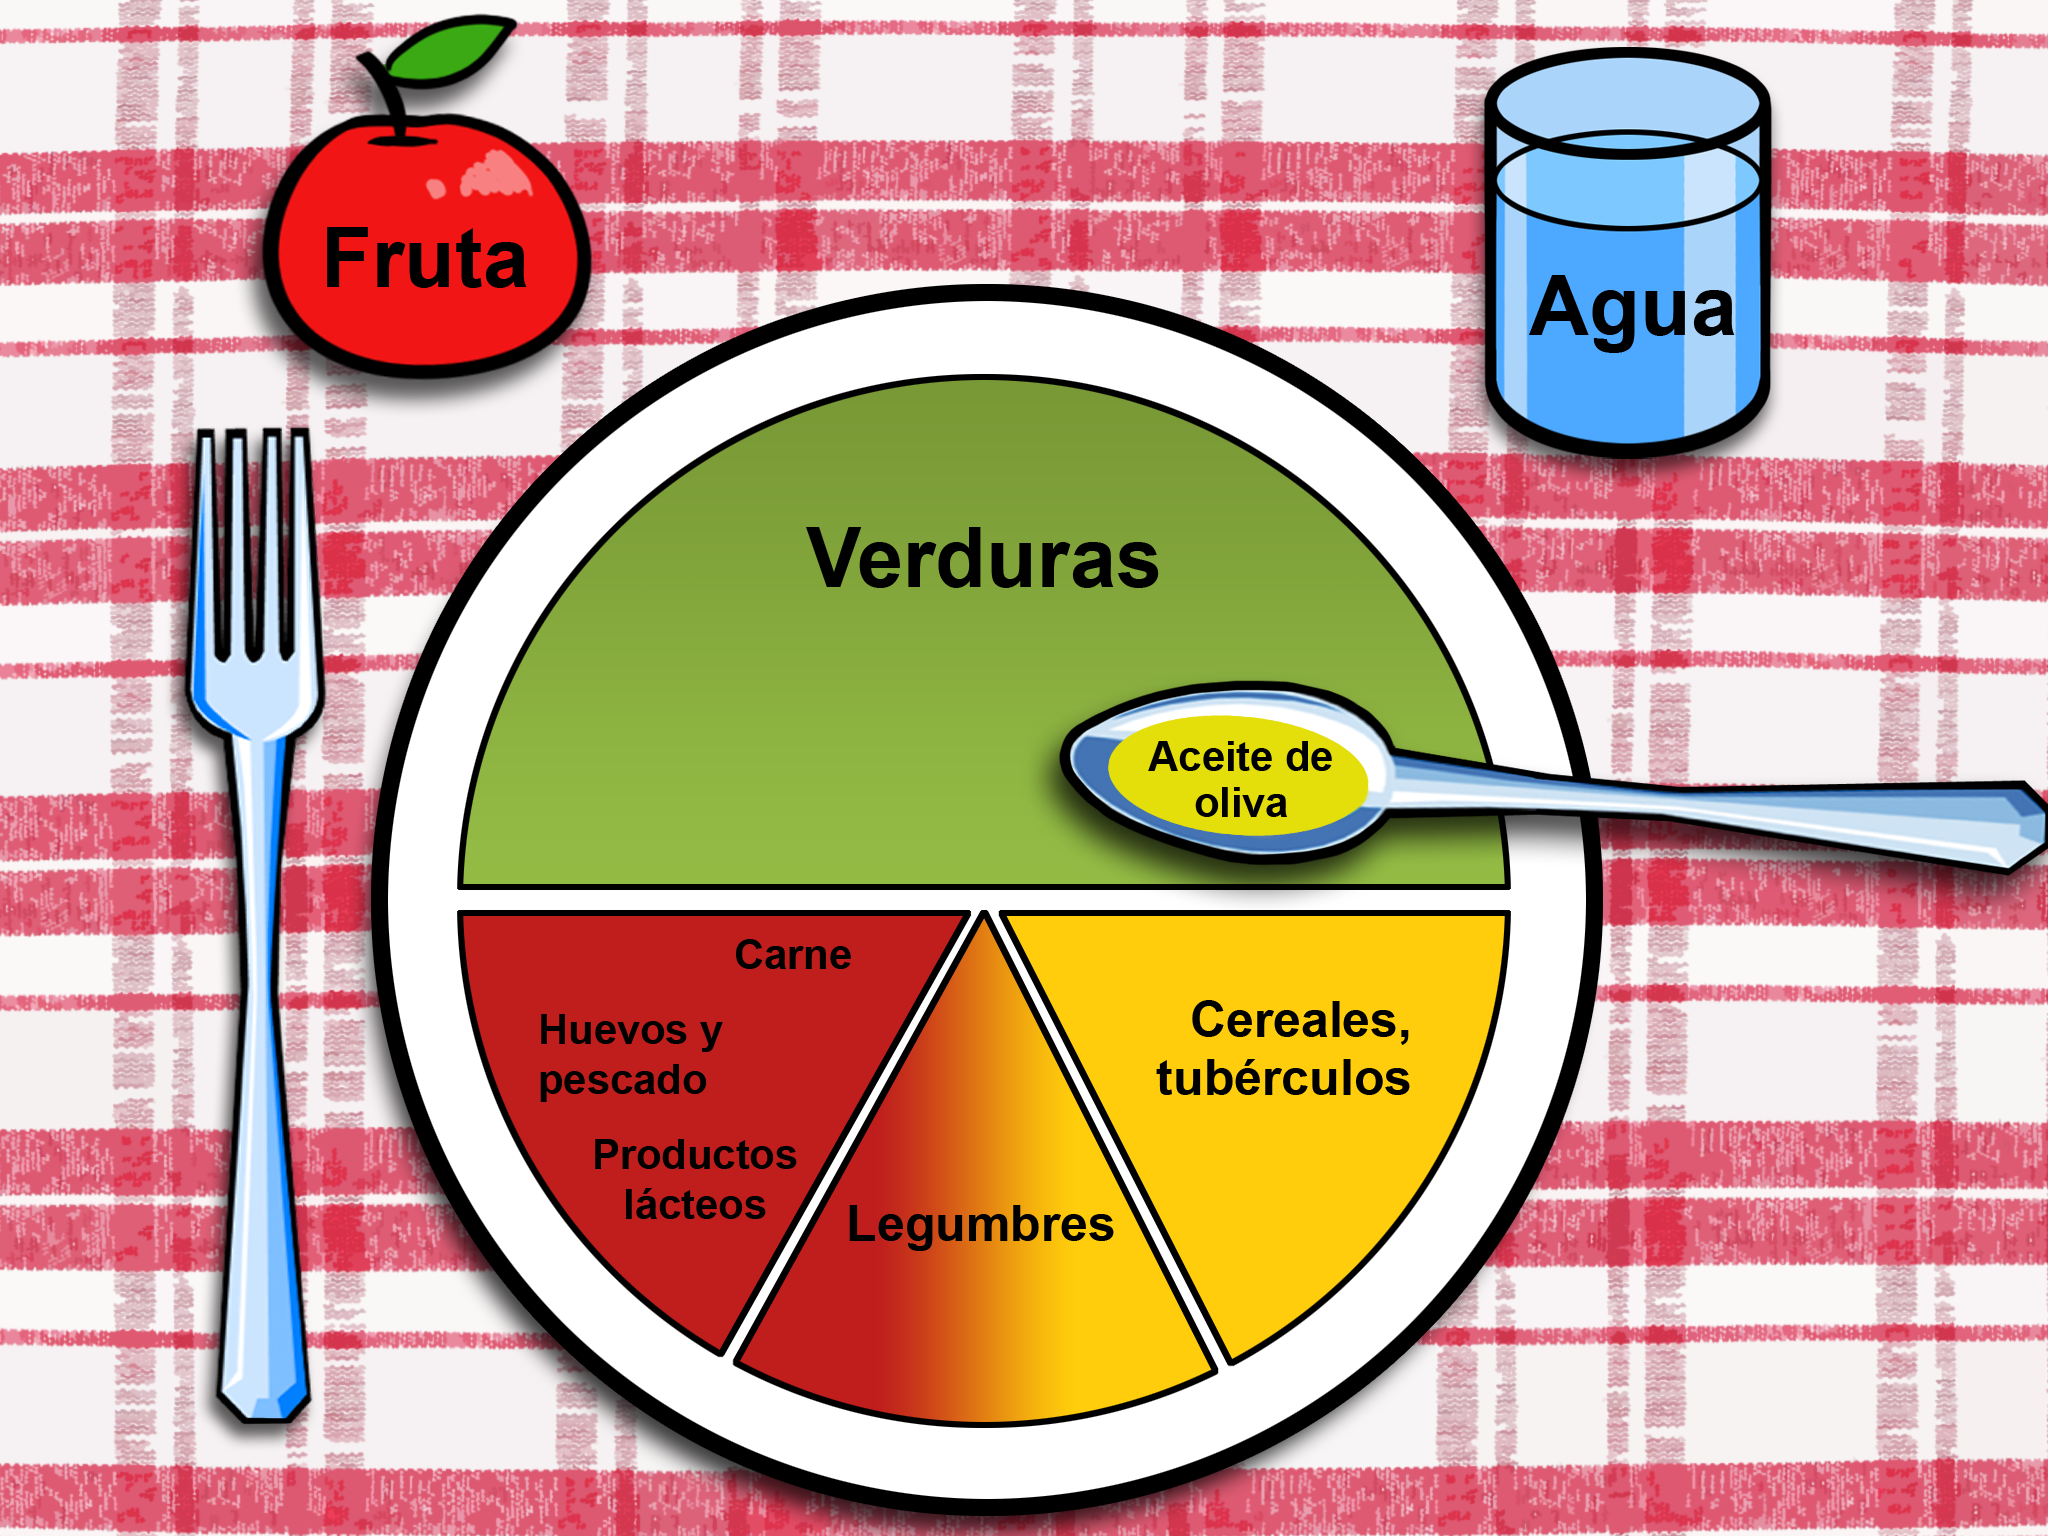 Fruta
Agua
Verduras
Aceite de
oliva
Carne
Huevos y
pescado
Productos
lácteos
Legumbres
Cereales,
tubérculos